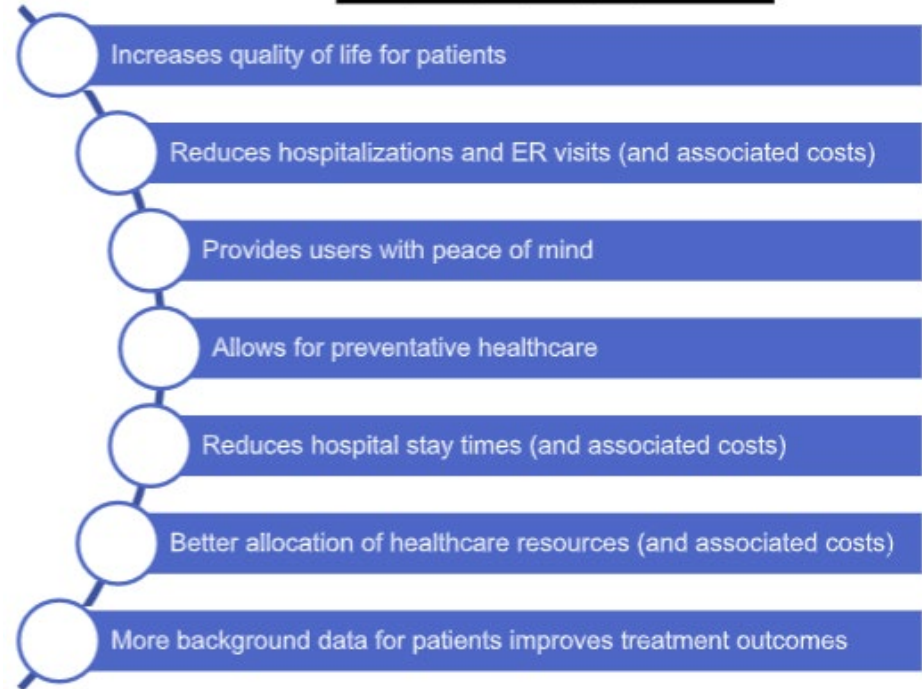 Increases quality of life for patients
Reduces hospitalizations and ER visits (and associated costs)
Provides users with peace of mind
Allows for preventative healthcare
Reduces hospital stay times (and associated costs)
Better allocation of healthcare resources (and associated costs)
More background data for patients improves treatment outcomes